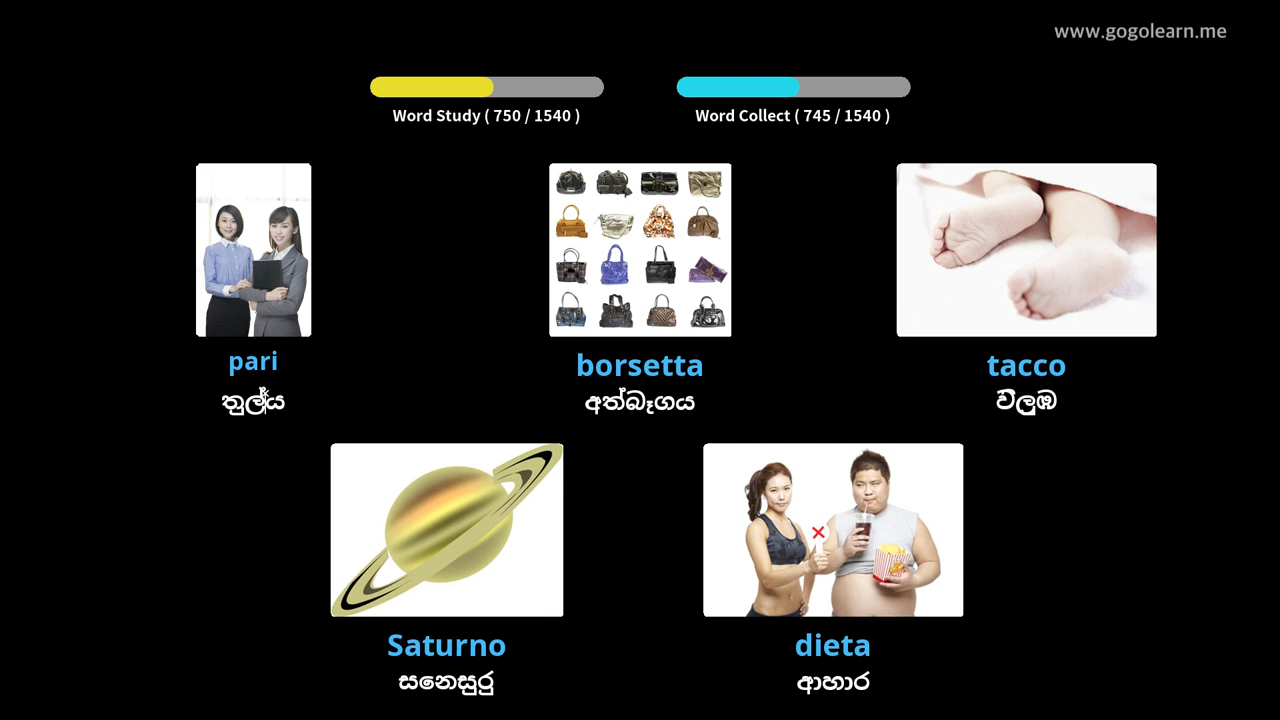 www.gogolearn.me
Word Study ( 750 / 1540 )
Word Collect ( 745 / 1540 )
pari
තුල්‍ය
borsetta
අත්බෑගය
tacco
විලුඹ
Saturno
සෙනසුරු
dieta
ආහාර